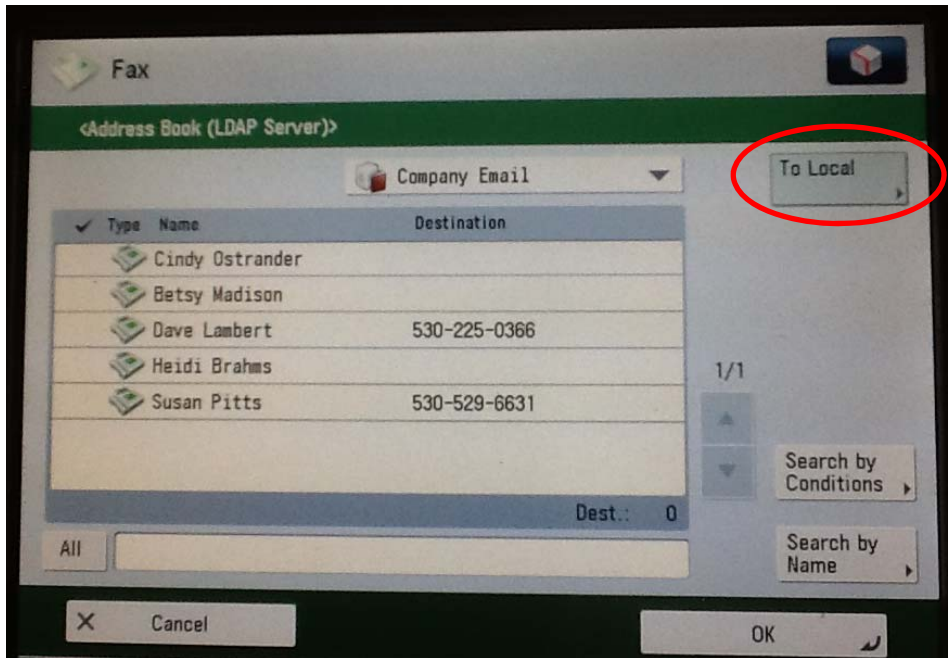 Fax
<Address Book (LDAP Server)>
Company Email
To Local
Type Name Destination
Cindy Ostrander
Betsy Madison
Dave Lambert 530-225-0366
Heidi Brahms
Susan Pitts 530-529-6631
1/1
Search by
Conditions
Dest.: 0
All
Search by
Name
Cancel
OK